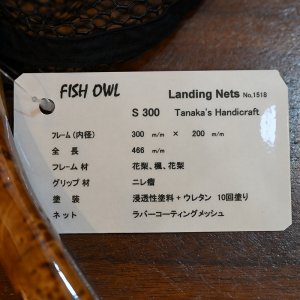 FISH OWL Landing Nets No,1518
S 300 Tanaka's Handicraft
フレーム(内径) 300 m/m × 200 m/m
全長 466 m/m
フレーム材 花梨、楓、花梨
グリップ材 ニレ瘤
塗装 浸透性塗料+ウレタン 10回塗り
ネット ラバーコーティングメッシュ